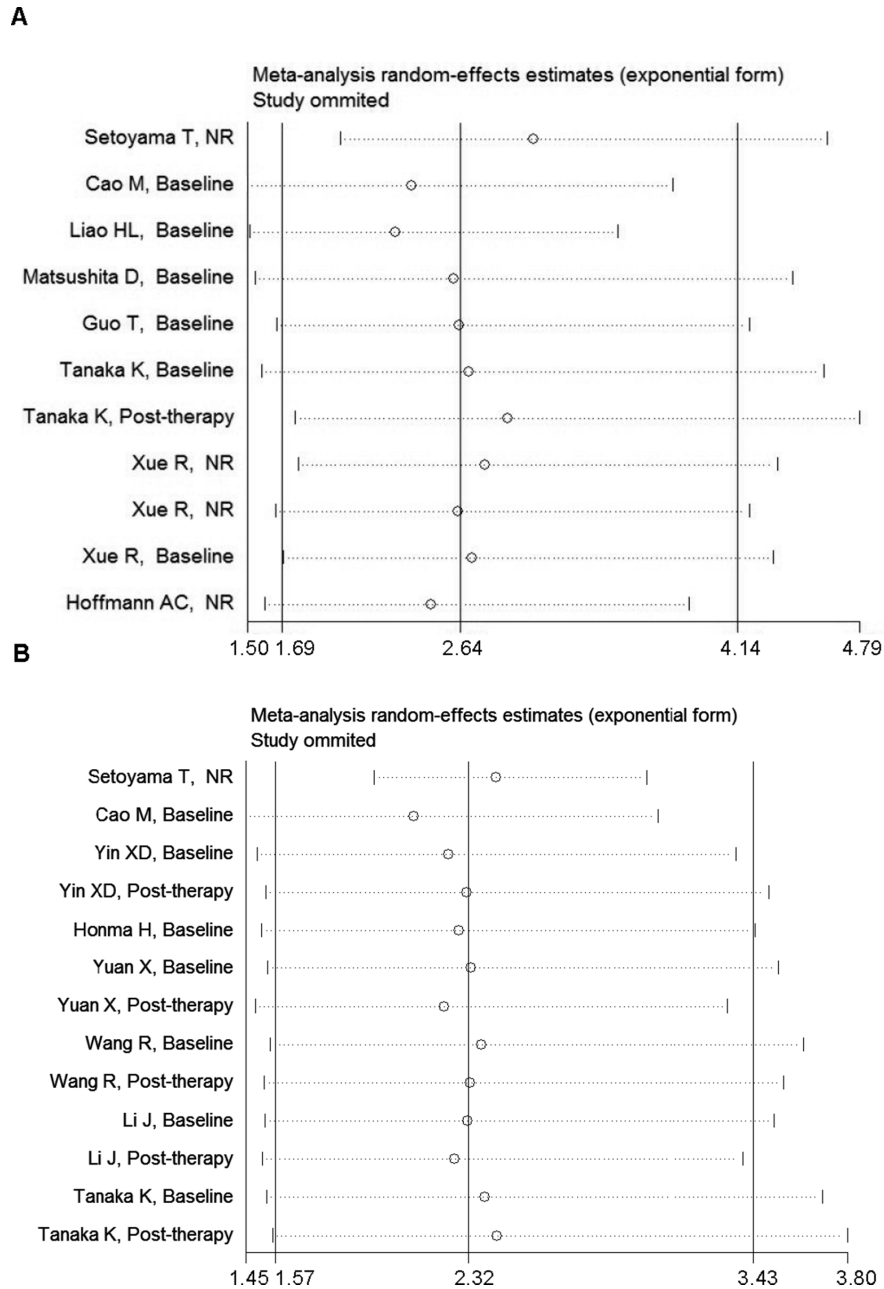 A
Meta-analysis random-effects estimates (exponential form)
Study ommited
Setoyama T, NR
Cao M, Baseline
Liao HL, Baseline
Matsushita D, Baseline
Guo T, Baseline
Tanaka K, Baseline
Tanaka K, Post-therapy
Xue R, NR
Xue R, NR
Xue R, Baseline
Hoffmann AC, NR
1.50 1.69 2.64 4.14 4.79
B
Meta-analysis random-effects estimates (exponential form)
Study ommited
Setoyama T, NR
Cao M, Baseline
Yin XD, Baseline
Yin XD, Post-therapy
Honma H, Baseline
Yuan X, Baseline
Yuan X, Post-therapy
Wang R, Baseline
Wang R, Post-therapy
Li J, Baseline
Li J, Post-therapy
Tanaka K, Baseline
Tanaka K, Post-therapy
1.45 1.57 2.32 3.43 3.80